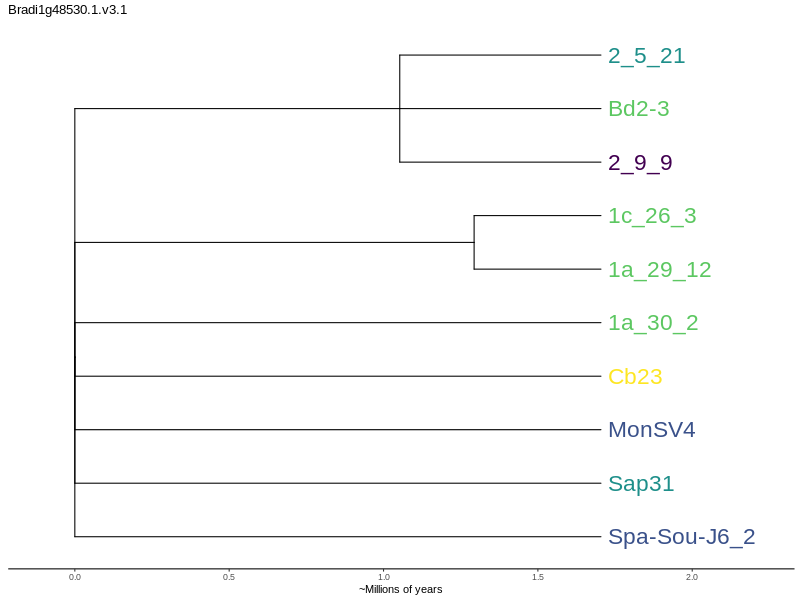 Bradi1g48530.1.v3.1
2_5_21
Bd2-3
2_9_9
1c_26_3
1a_29_12
1a_30_2
Cb23
MonSV4
Sap31
Spa-Sou-J6_2
0.0 0.5 1.0 1.5 2.0
~Millions of years